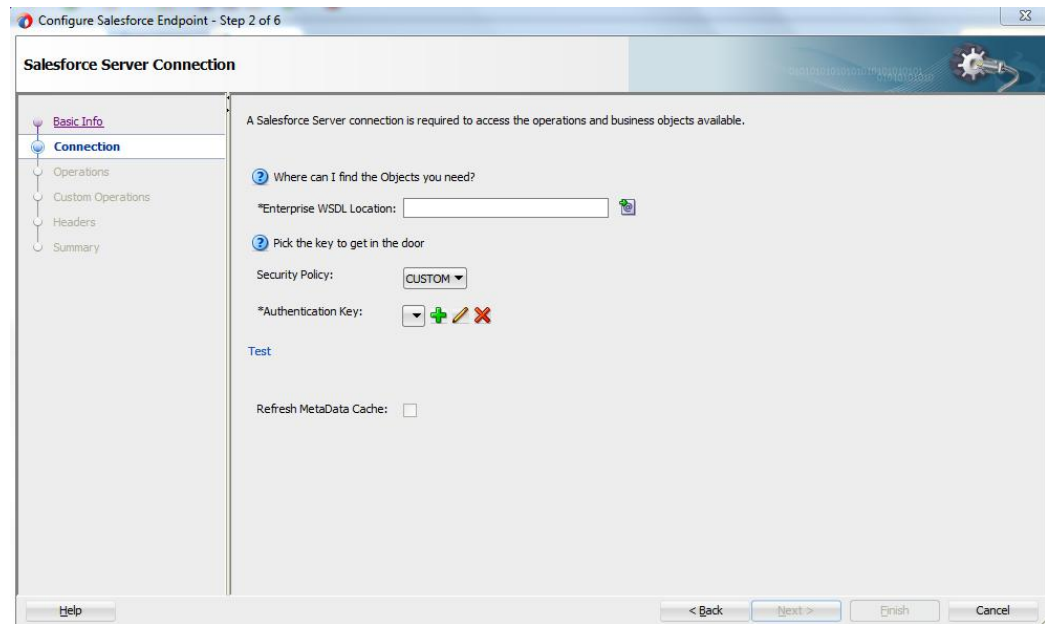 Configure Salesforce Endpoint - Step 2 of 6
Salesforce Server Connection
Basic Info
Connection
Operations
Custom Operations
Headers
Summary
A Salesforce Server connection is required to access the operations and business objects available.
Where can I find the Objects you need?
*Enterprise WSDL Location:
Pick the key to get in the door
Security Policy:
CUSTOM
*Authentication Key:
Test
Refresh MetaData Cache:
Help
< Back
Next >
Finish
Cancel